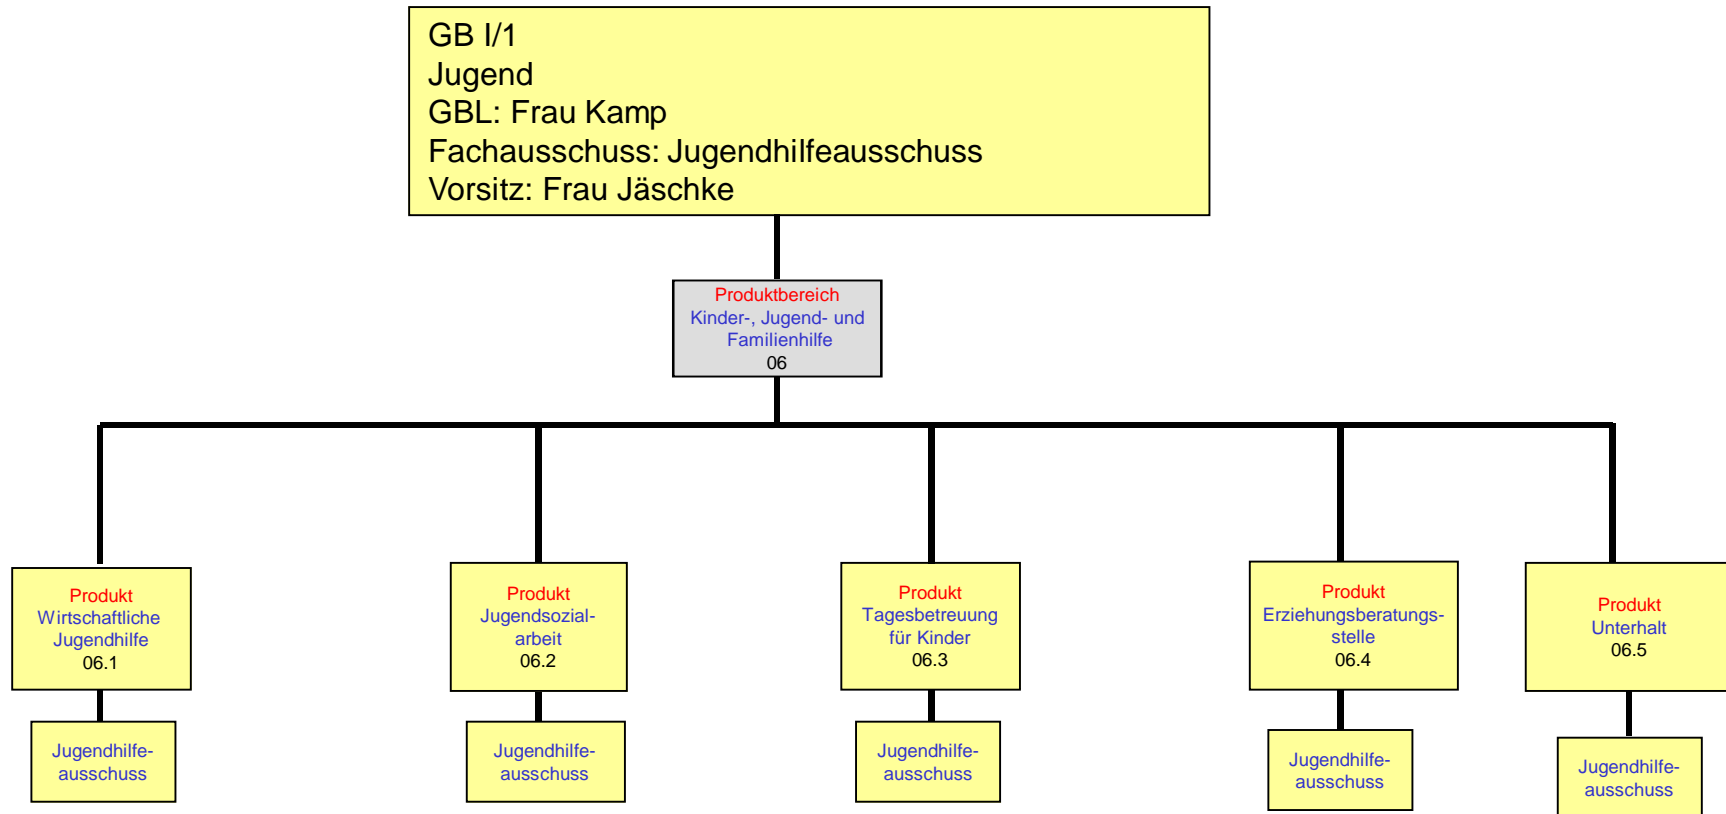 GB I/1
Jugend
GBL: Frau Kamp
Fachausschuss: Jugendhilfeausschuss
Vorsitz: Frau Jäschke
Produktbereich
Kinder-, Jugend- und
Familienhilfe
06
Produkt
Wirtschaftliche
Jugendhilfe
06.1
Produkt
Jugendsozial-
arbeit
06.2
Produkt
Tagesbetreuung
für Kinder
06.3
Produkt
Erziehungsberatungs-
stelle
06.4
Produkt
Unterhalt
06.5
Jugendhilfe-
ausschuss
Jugendhilfe-
ausschuss
Jugendhilfe-
ausschuss
Jugendhilfe-
ausschuss
Jugendhilfe-
ausschuss